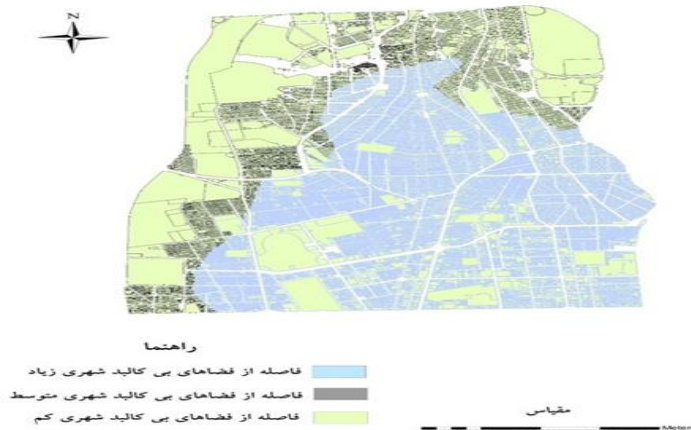 N
راهنما
فاصله از فضاهای بی کالبد شهری زیاد
فاصله از فضاهای بی کالبد شهری متوسط
فاصله از فضاهای بی کالبد شهری کم
مقیاس
Meters